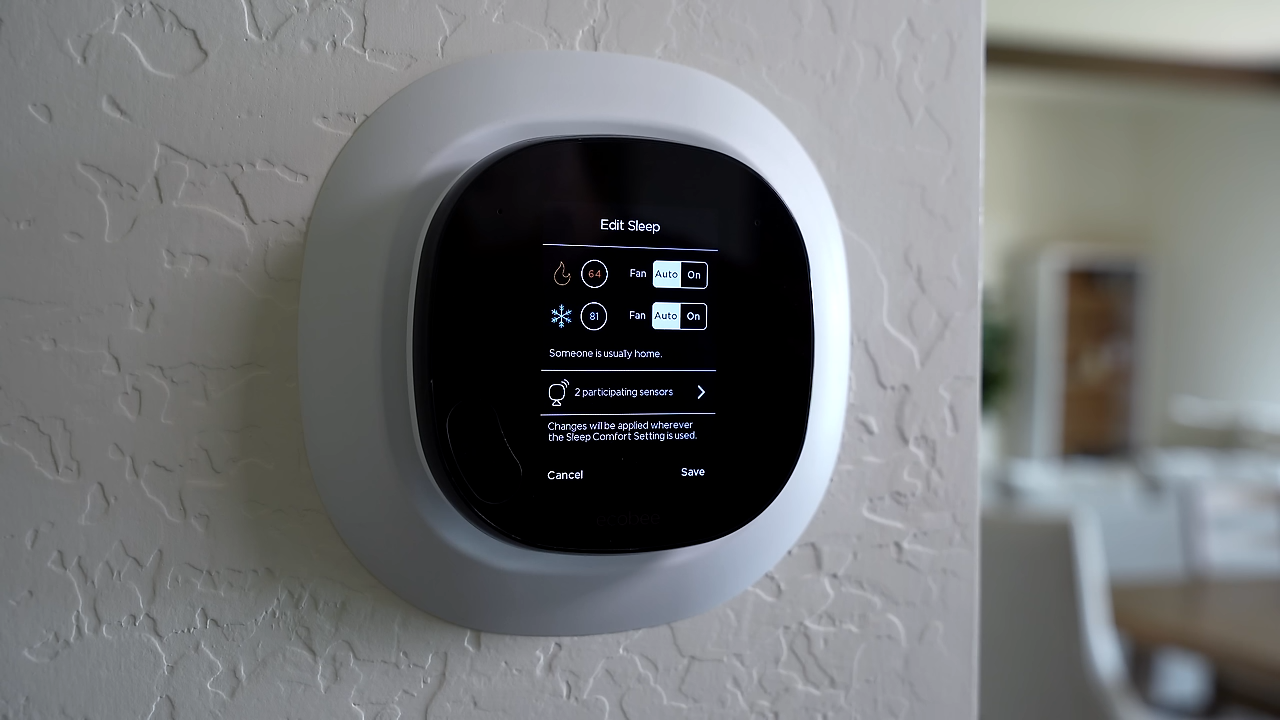 Edit Sleep
64 Fan Auto On
81 Fan Auto On
Someone is usually home.
2 participating sensors
Changes will be applied wherever
the Sleep Comfort Setting is used.
Cancel Save
ecobee